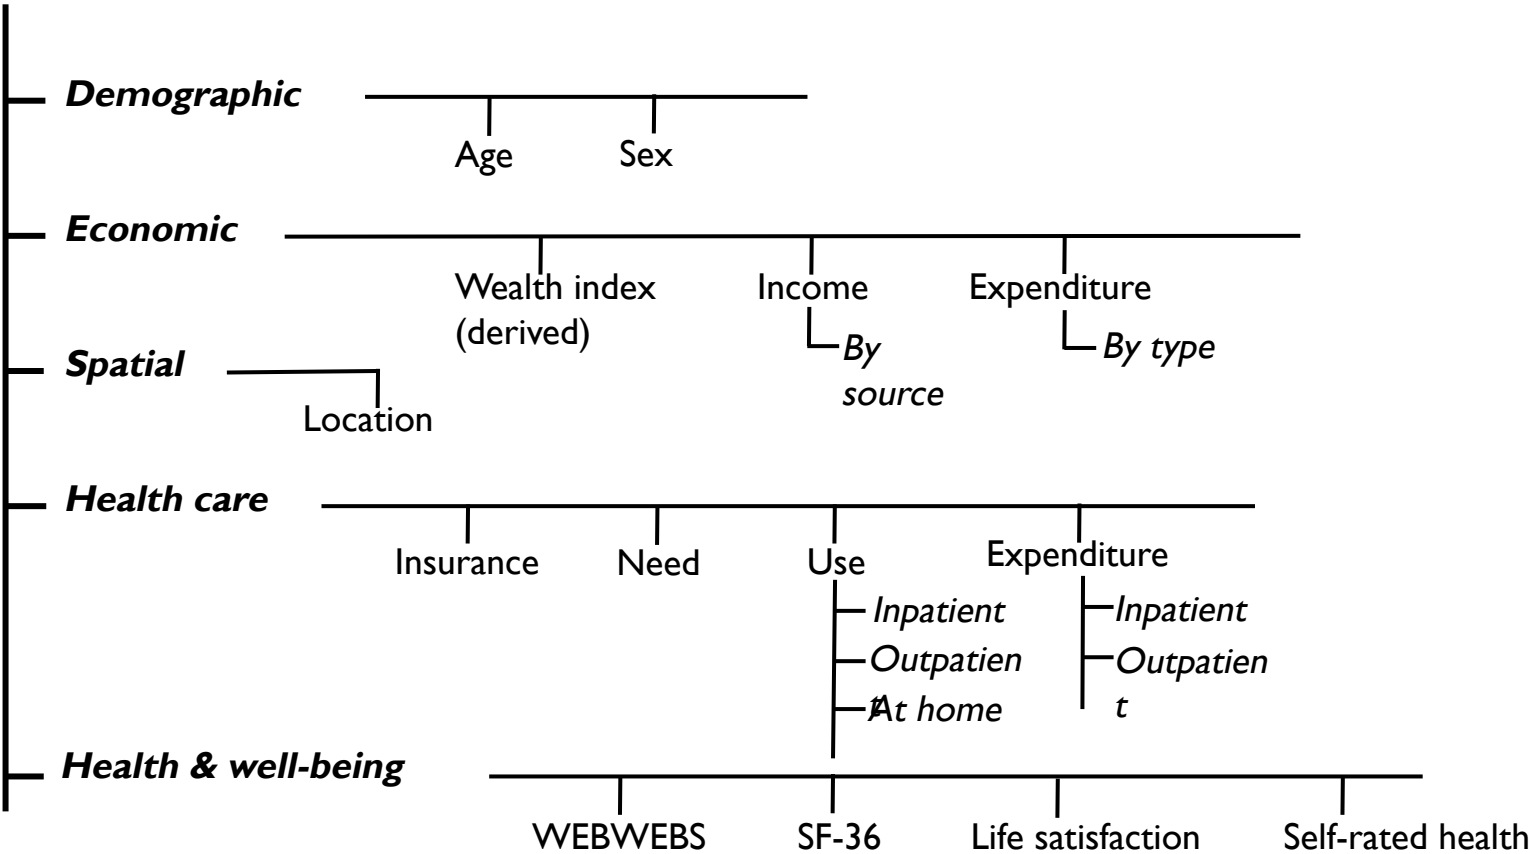 Demographic
Age
Sex
Economic
Wealth index
(derived)
Income
By
source
Expenditure
By type
Spatial
Location
Health care
Insurance
Need
Use
Inpatient
Outpatien
t
At home
Expenditure
Inpatient
Outpatien
t
Health & well-being
WEBWEBS
SF-36
Life satisfaction
Self-rated health